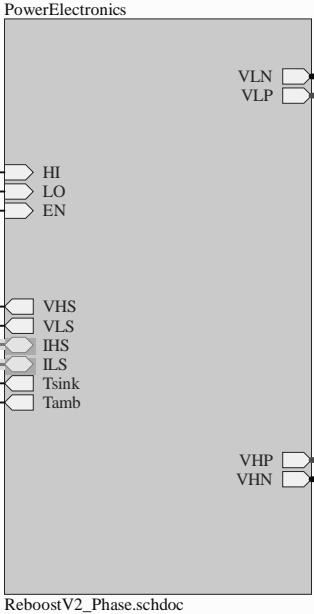 PowerElectronics
VLN
VLP
HI
LO
EN
VHS
VLS
IHS
ILS
Tsink
Tamb
VHP
VHN
ReboostV2_Phase.schdoc